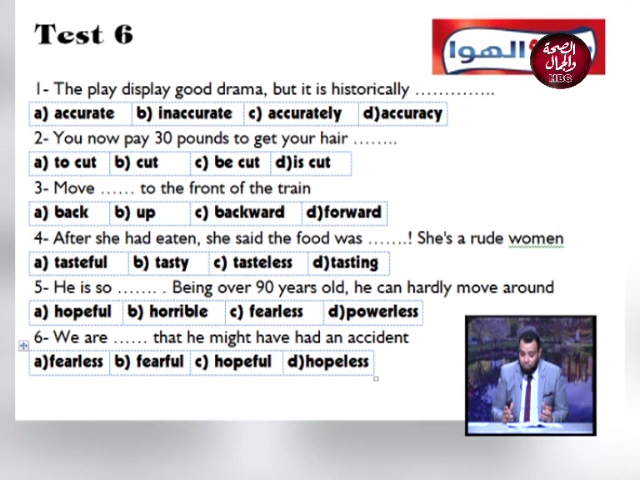 Test 6
الهوا
الصحة
والجمال
HBC
1- The play display good drama, but it is historically …………..
a) accurate b) inaccurate c) accurately d)accuracy
2- You now pay 30 pounds to get your hair ……..
a) to cut b) cut c) be cut d)is cut
3- Move …… to the front of the train
a) back b) up c) backward d)forward
4- After she had eaten, she said the food was …….! She's a rude women
a) tasteful b) tasty c) tasteless d)tasting
5- He is so ……. . Being over 90 years old, he can hardly move around
a) hopeful b) horrible c) fearless d)powerless
6- We are …… that he might have had an accident
a)fearless b) fearful c) hopeful d)hopeless